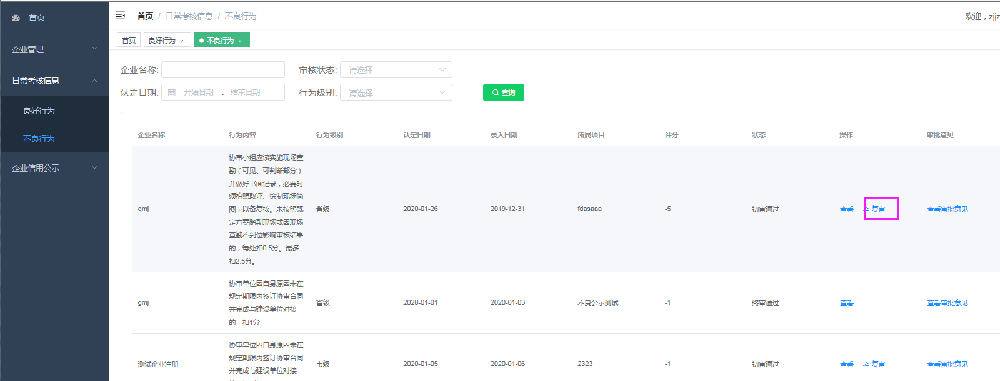 首页
企业管理
日常考核信息
良好行为
不良行为
企业信用公示
首页 / 日常考核信息 / 不良行为
欢迎，zjjz
首页
良好行为 ×
不良行为 ×
企业名称:
审核状态: 请选择
认定日期: 开始日期 : 结束日期
行为级别: 请选择
查询
企业名称 行为内容 行为级别 认定日期 录入日期 所属项目 评分 状态 操作 审批意见
协审小组应该实施现场查
勘（可见、可判断部分）
并做好书面记录，必要时
须拍照取证、绘制现场简
图，以备复核。未按照既
定方案踏勘现场或因现场
查勘不到位影响审核结果
的，每处扣0.5分。最多
扣2.5分。
gmj 省级 2020-01-26 2019-12-31 fdasaaa -5 初审通过 查看 复审 查看审批意见
协审单位因自身原因未在
规定期限内签订协审合同
并完成与建设单位对接
的，扣1分
gmj 省级 2020-01-01 2020-01-03 不良公示测试 -1 终审通过 查看 查看审批意见
协审单位因自身原因未在
规定期限内签订协审合同
并完成与建设单位对接
测试企业注册 市级 2020-01-05 2020-01-06 2323 -1 初审通过 查看 复审 查看审批意见